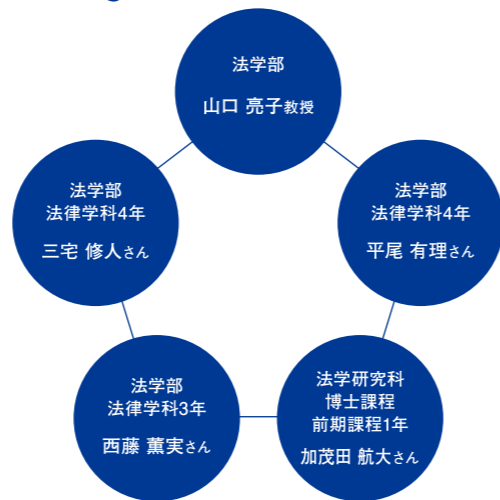 法学部
山口 亮子教授
法学部
法律学科4年
三宅 修人さん
法学部
法律学科4年
平尾 有理さん
法学部
法律学科3年
西藤 薫実さん
法学研究科
博士課程
前期課程1年
加茂田 航大さん